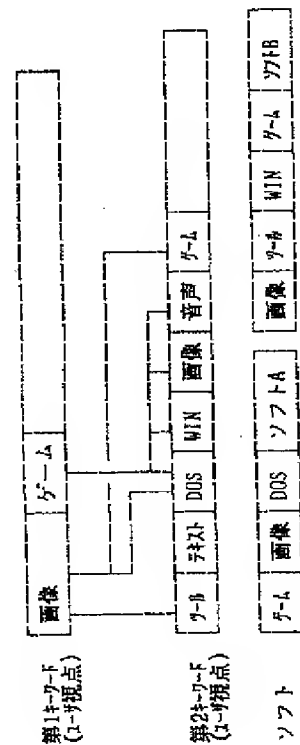 第1キーワード
(ユーザ視点)
画像 ゲーム
第2キーワード
(ユーザ視点)
ツール テキスト DOS WIN 画像 音声 ゲーム
ソフト
ゲーム 画像 DOS ソフトA
画像 ツール WIN ゲーム ソフトB